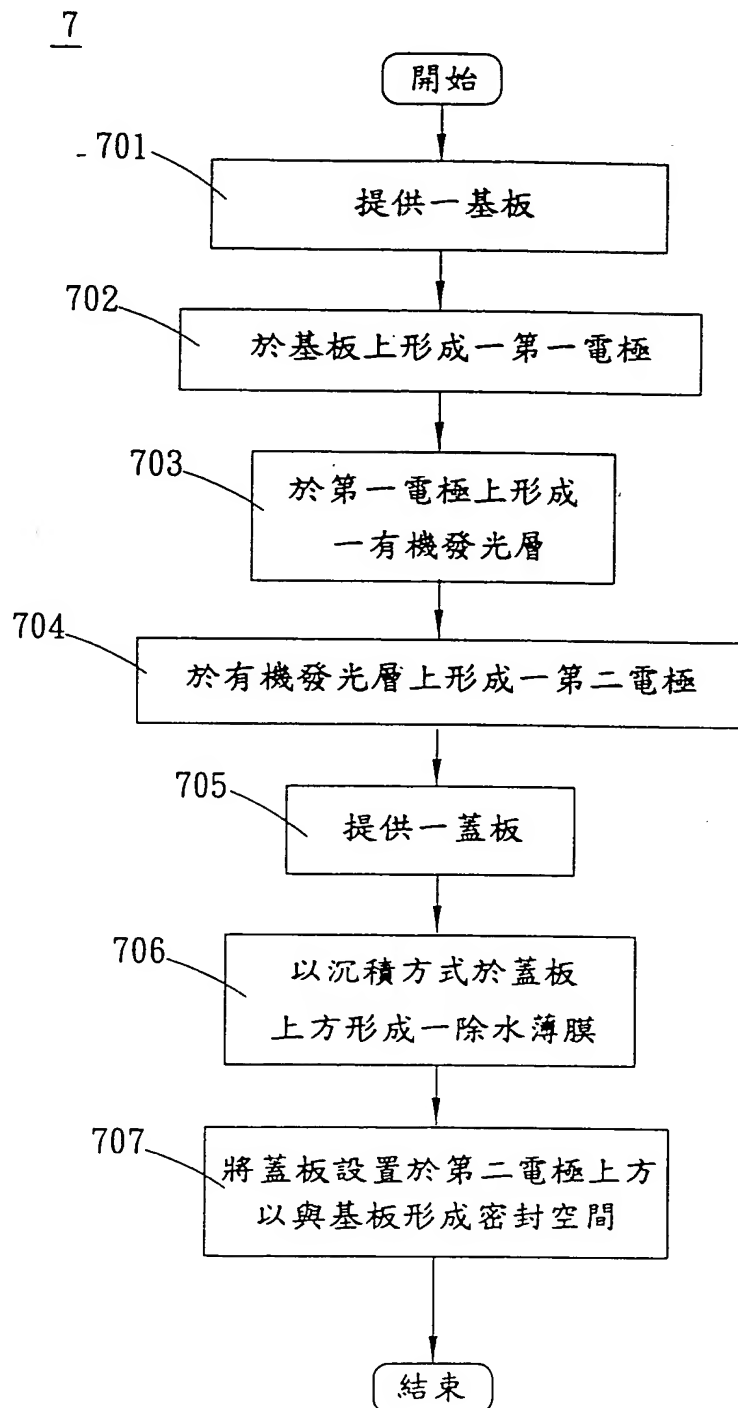 7
開始
701
提供一基板
702
於基板上形成一第一電極
703
於第一電極上形成
一有機發光層
704
於有機發光層上形成一第二電極
705
提供一蓋板
706
以沉積方式於蓋板
上方形成一除水薄膜
707
將蓋板設置於第二電極上方
以與基板形成密封空間
結束